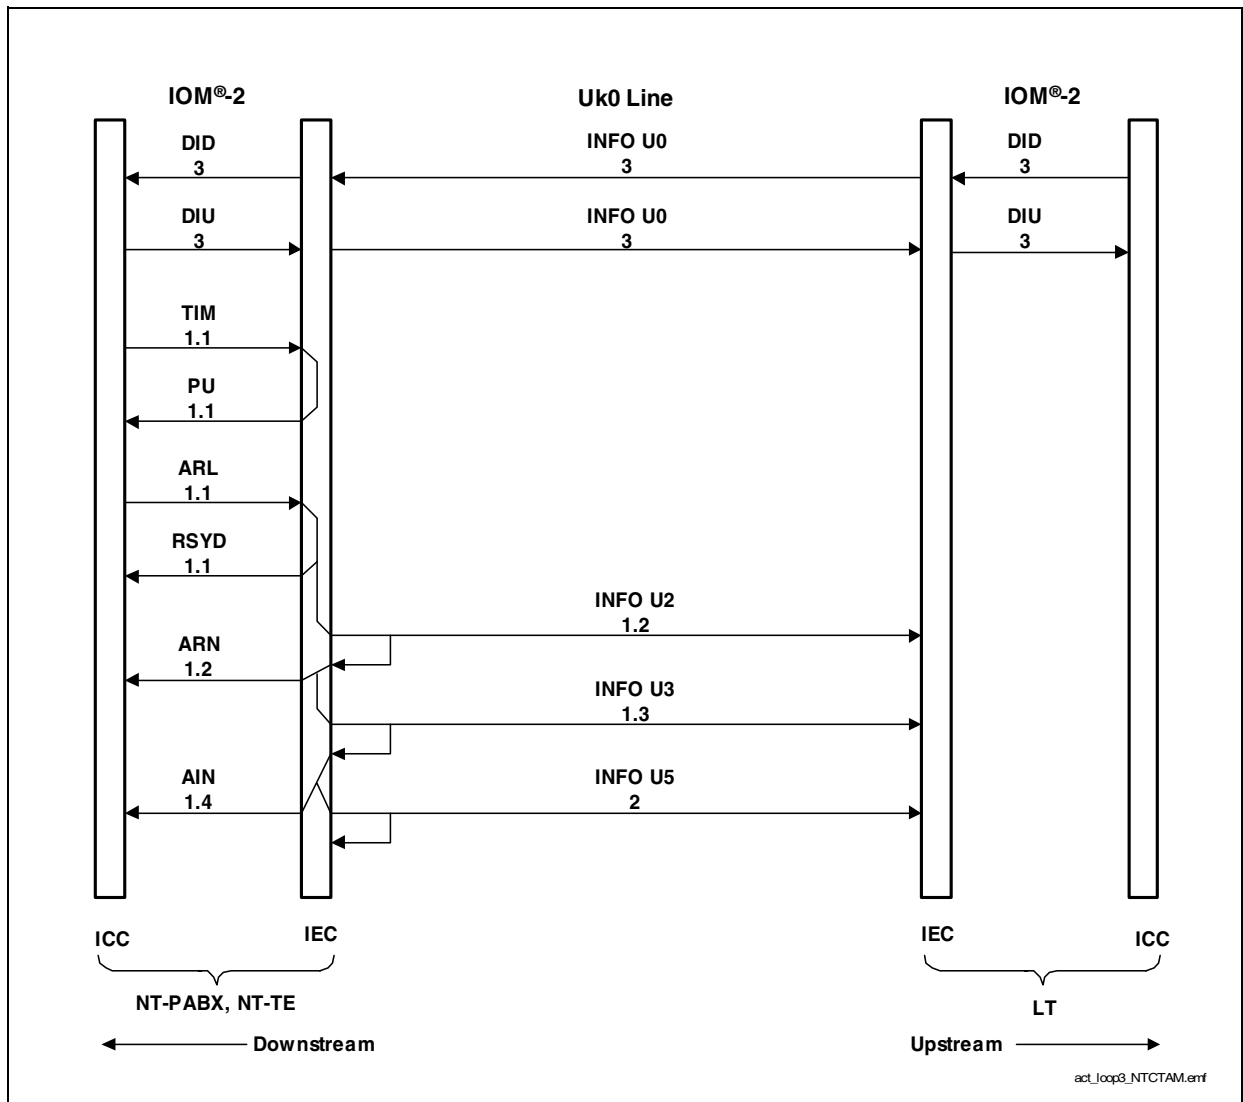 IOM®-2 Uk0 Line IOM®-2
DID INFO U0 DID
3 3 3
DIU INFO U0 DIU
3 3 3
TIM
1.1
PU
1.1
ARL
1.1
RSYD
1.1
INFO U2
1.2
ARN
1.2
INFO U3
1.3
AIN INFO U5
1.4 2
ICC IEC IEC ICC
NT-PABX, NT-TE LT
Downstream Upstream
act_loop3_NTCTAM.emf